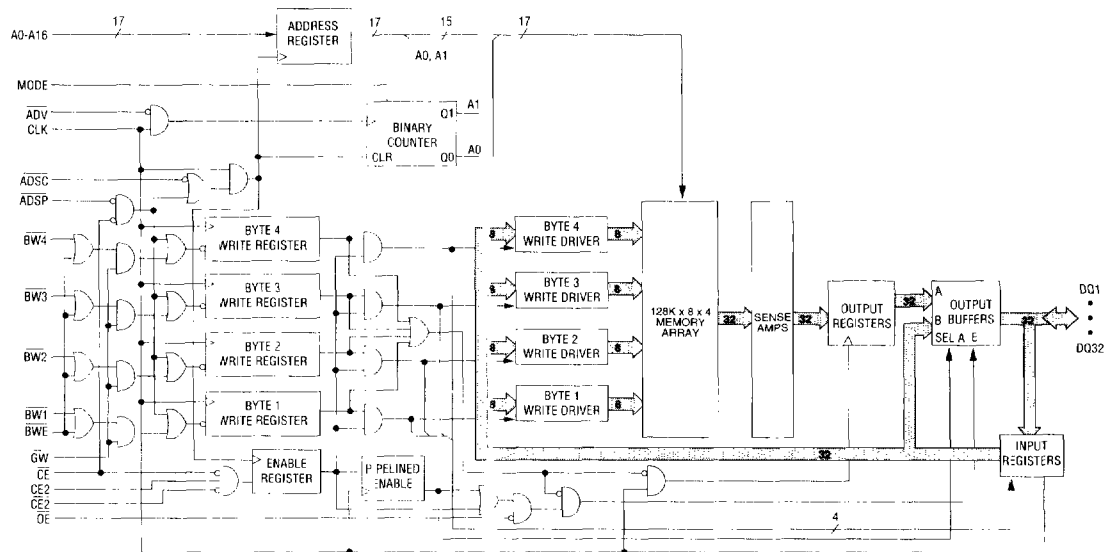 17
ADDRESS
REGISTER
17
15
17
A0-A16
A0, A1
MODE
ADV
CLK
BINARY
COUNTER
Q1
A1
CLR
Q0
A0
ADSC
ADSP
BW4
BYTE 4
WRITE REGISTER
8
BYTE 4
WRITE DRIVER
8
BW3
BYTE 3
WRITE REGISTER
8
BYTE 3
WRITE DRIVER
8
128K x 8 x 4
MEMORY
ARRAY
32
SENSE
AMPS
32
OUTPUT
REGISTERS
32
A
B
OUTPUT
BUFFERS
SEL A E
32
DQ1
DQ32
BW2
BYTE 2
WRITE REGISTER
8
BYTE 2
WRITE DRIVER
8
BW1
BWE
BYTE 1
WRITE REGISTER
8
BYTE 1
WRITE DRIVER
8
GW
32
INPUT
REGISTERS
CE
CE2
CE2
OE
ENABLE
REGISTER
PIPELINED
ENABLE
4